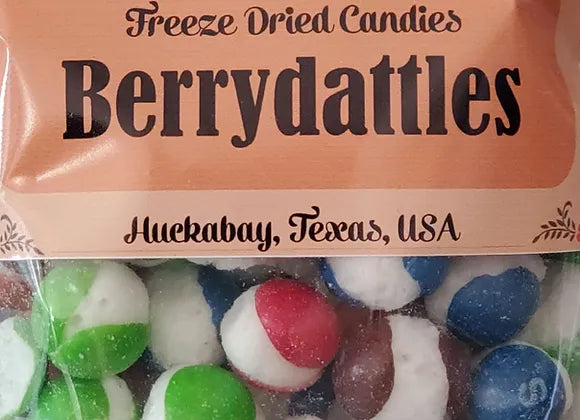 Freeze Dried Candies
Berrydattles
Huckabay, Texas, USA